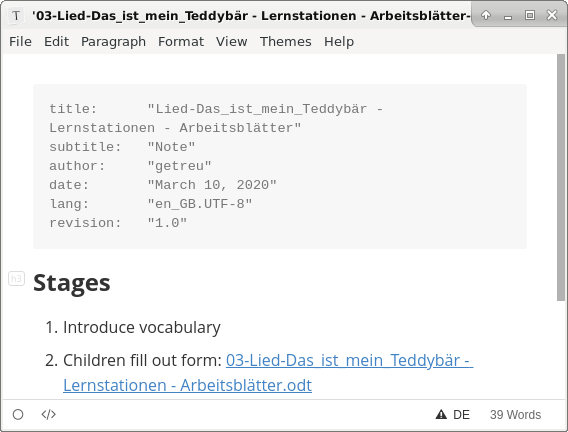 T '03-Lied-Das_ist_mein_Teddybär - Lernstationen - Arbeitsblätter-
File Edit Paragraph Format View Themes Help
title: "Lied-Das_ist_mein_Teddybär -
Lernstationen - Arbeitsblätter"
subtitle: "Note"
author: "getreu"
date: "March 10, 2020"
lang: "en_GB.UTF-8"
revision: "1.0"
h3 Stages
1. Introduce vocabulary
2. Children fill out form: 03-Lied-Das_ist_mein_Teddybär -
Lernstationen - Arbeitsblätter.odt
</> DE 39 Words